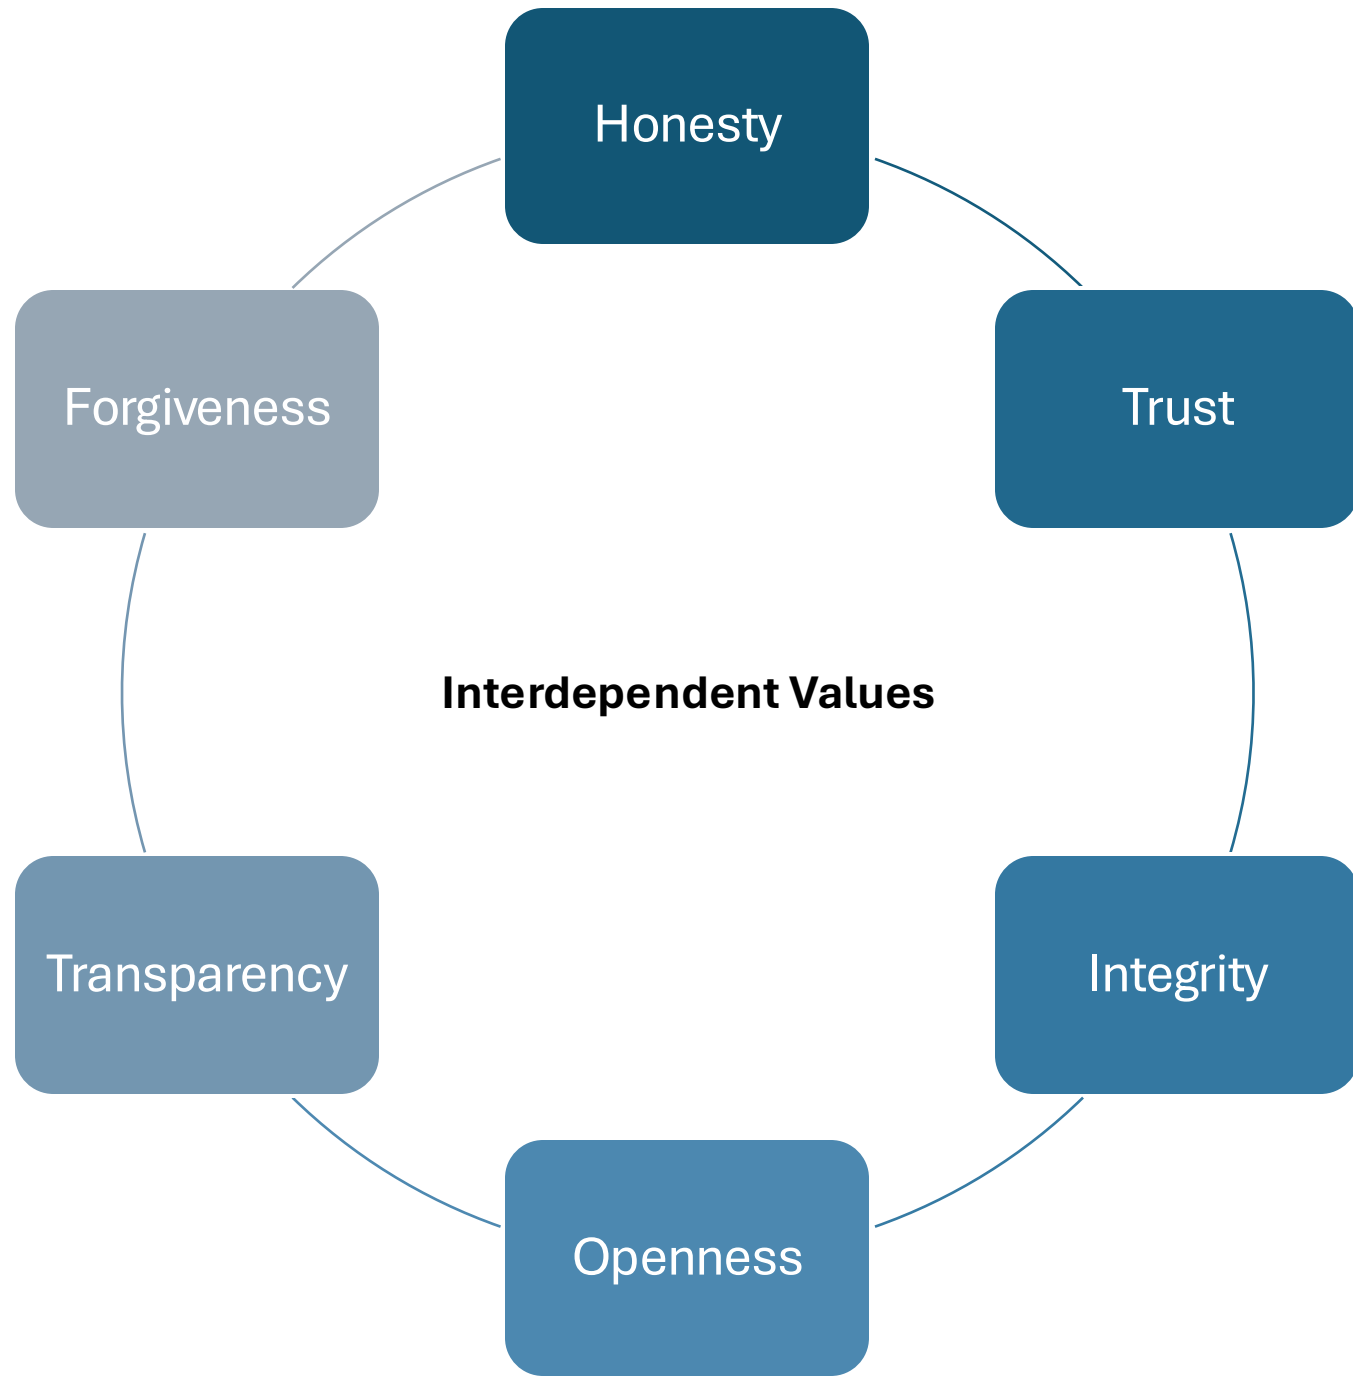 Honesty
Forgiveness
Trust
Interdependent Values
Transparency
Integrity
Openness